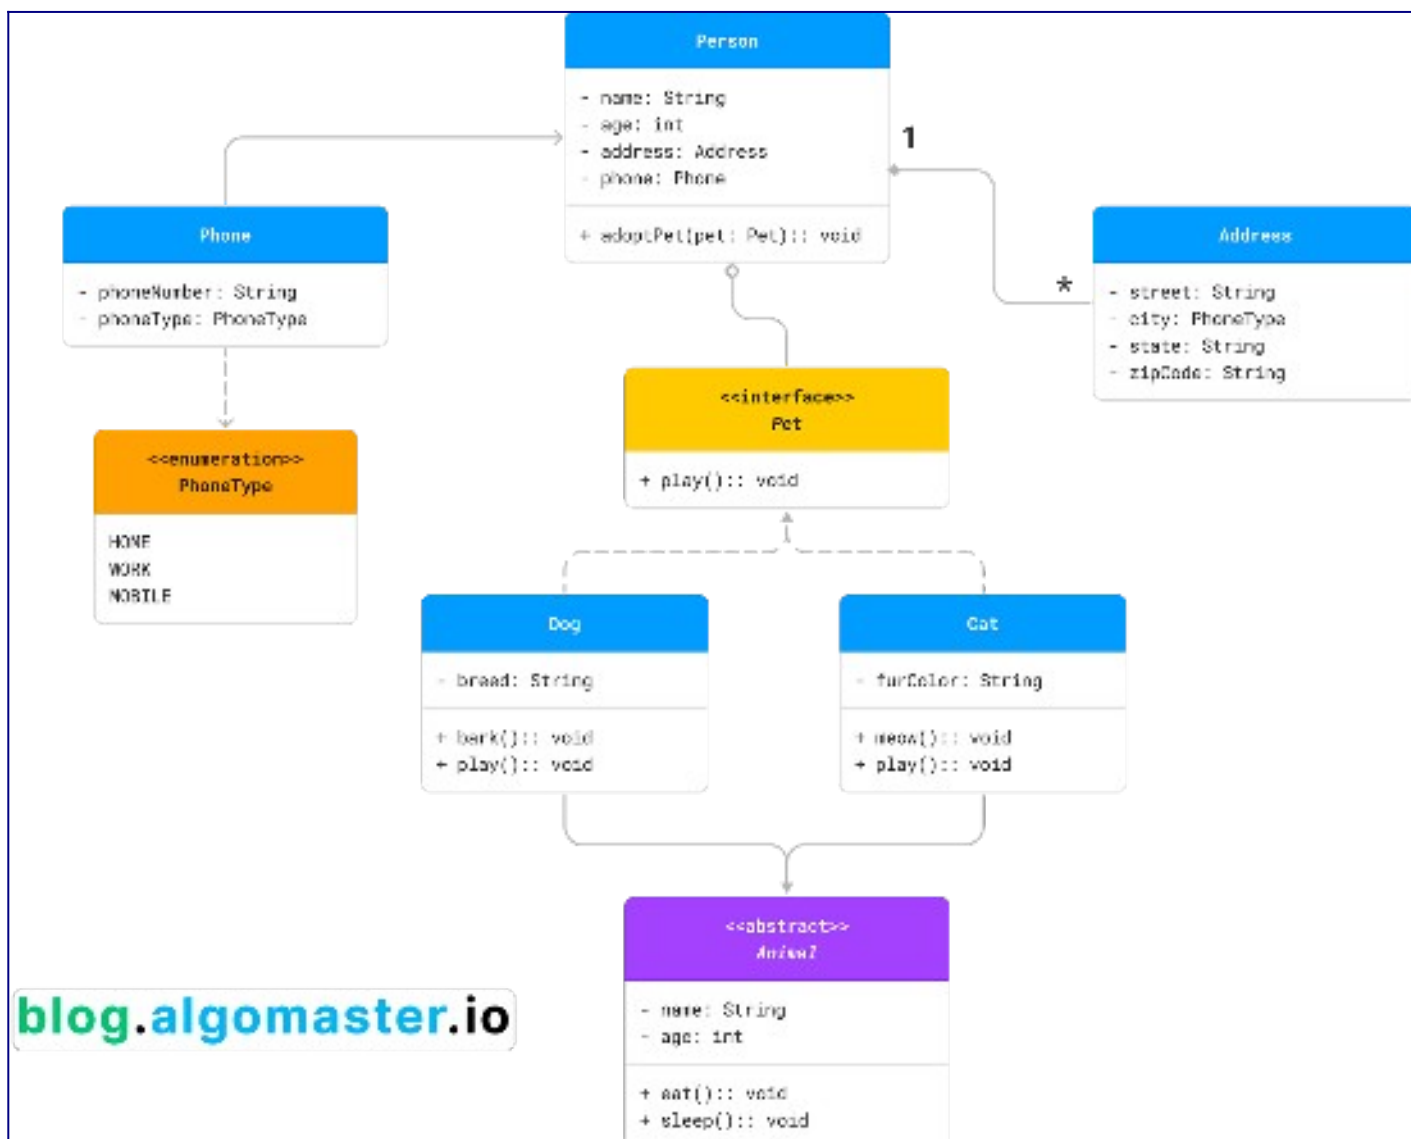 Person
- name: String
- age: int
- address: Address
- phone: Phone
+ adoptPet(pet: Pet):: void
1
*
Phone
- phoneNumber: String
- phoneType: PhoneType
Address
- street: String
- city: PhoneType
- state: String
- zipCode: String
<<interface>>
Pet
+ play():: void
<<enumeration>>
PhoneType
HOME
WORK
MOBILE
Dog
- breed: String
+ bark():: void
+ play():: void
Cat
- furColor: String
+ meow():: void
+ play():: void
<<abstract>>
Animal
- name: String
- age: int
+ eat():: void
+ sleep():: void
blog.algomaster.io